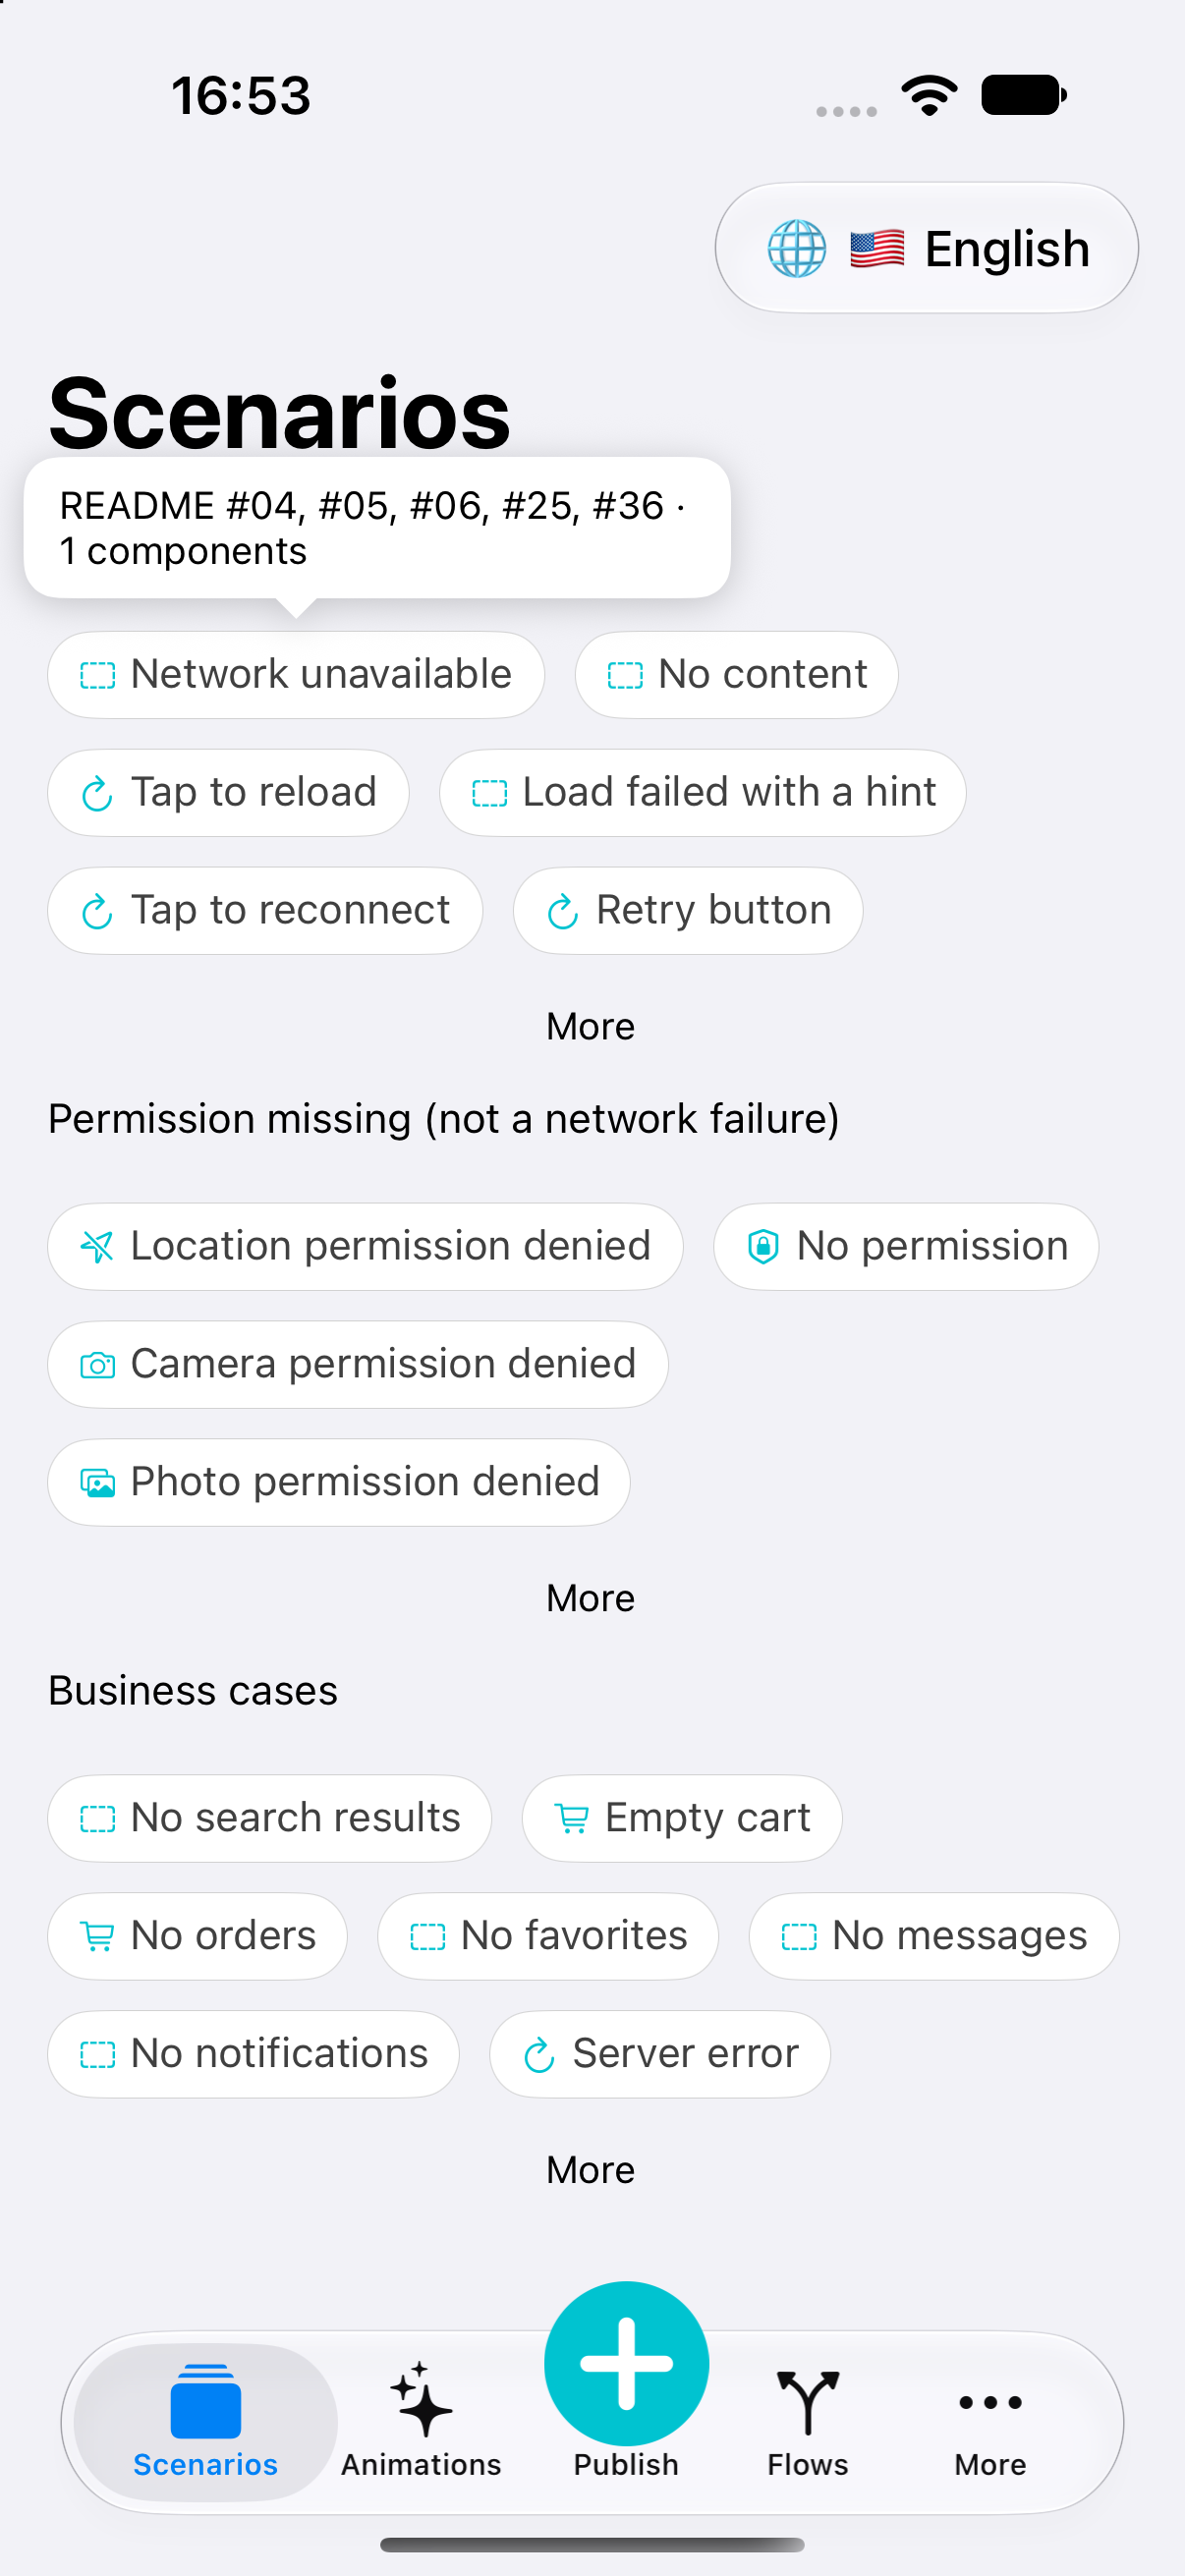 16:53
English
Scenarios
README #04, #05, #06, #25, #36 ·
1 components
Network unavailable
No content
Tap to reload
Load failed with a hint
Tap to reconnect
Retry button
More
Permission missing (not a network failure)
Location permission denied
No permission
Camera permission denied
Photo permission denied
More
Business cases
No search results
Empty cart
No orders
No favorites
No messages
No notifications
Server error
More
Scenarios
Animations
Publish
Flows
More